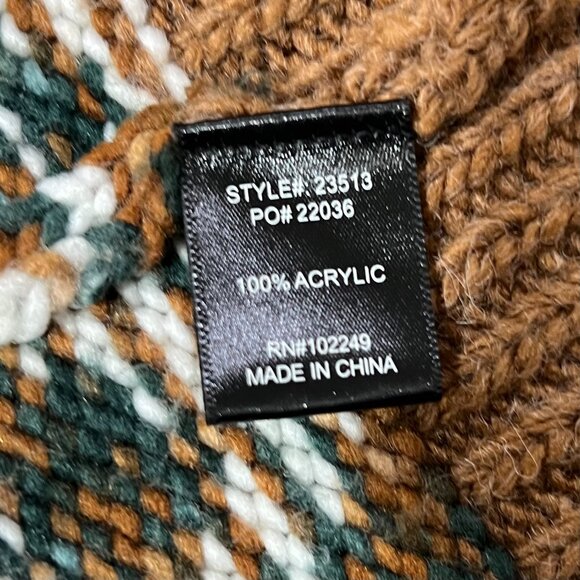 STYLE#: 23513
PO# 22036
100% ACRYLIC
RN#102249
MADE IN CHINA